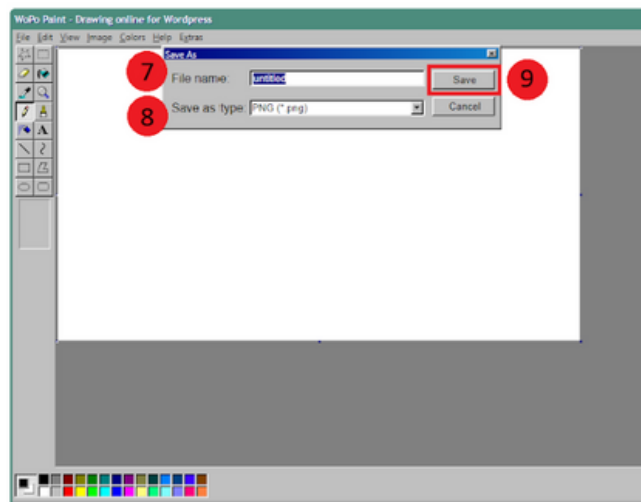 WoPo Paint - Drawing online for Wordpress
File Edit View Image Colors Help Extras
Save As
7 File name: untitled Save 9
8 Save as type: PNG (*.png) Cancel
A